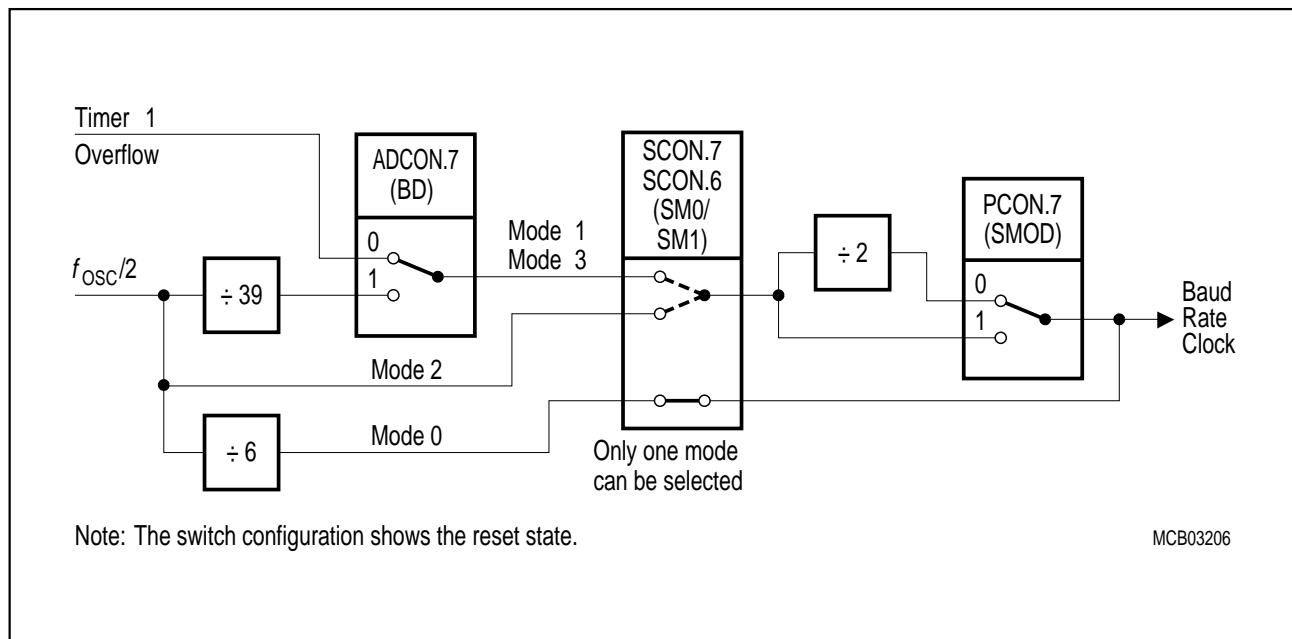 Timer 1
Overflow
ADCON.7
(BD)
0
1
f OSC/2
÷ 39
Mode 1
Mode 3
Mode 2
÷ 6
Mode 0
SCON.7
SCON.6
(SM0/
SM1)
Only one mode
can be selected
÷ 2
PCON.7
(SMOD)
0
1
Baud
Rate
Clock
Note: The switch configuration shows the reset state.
MCB03206